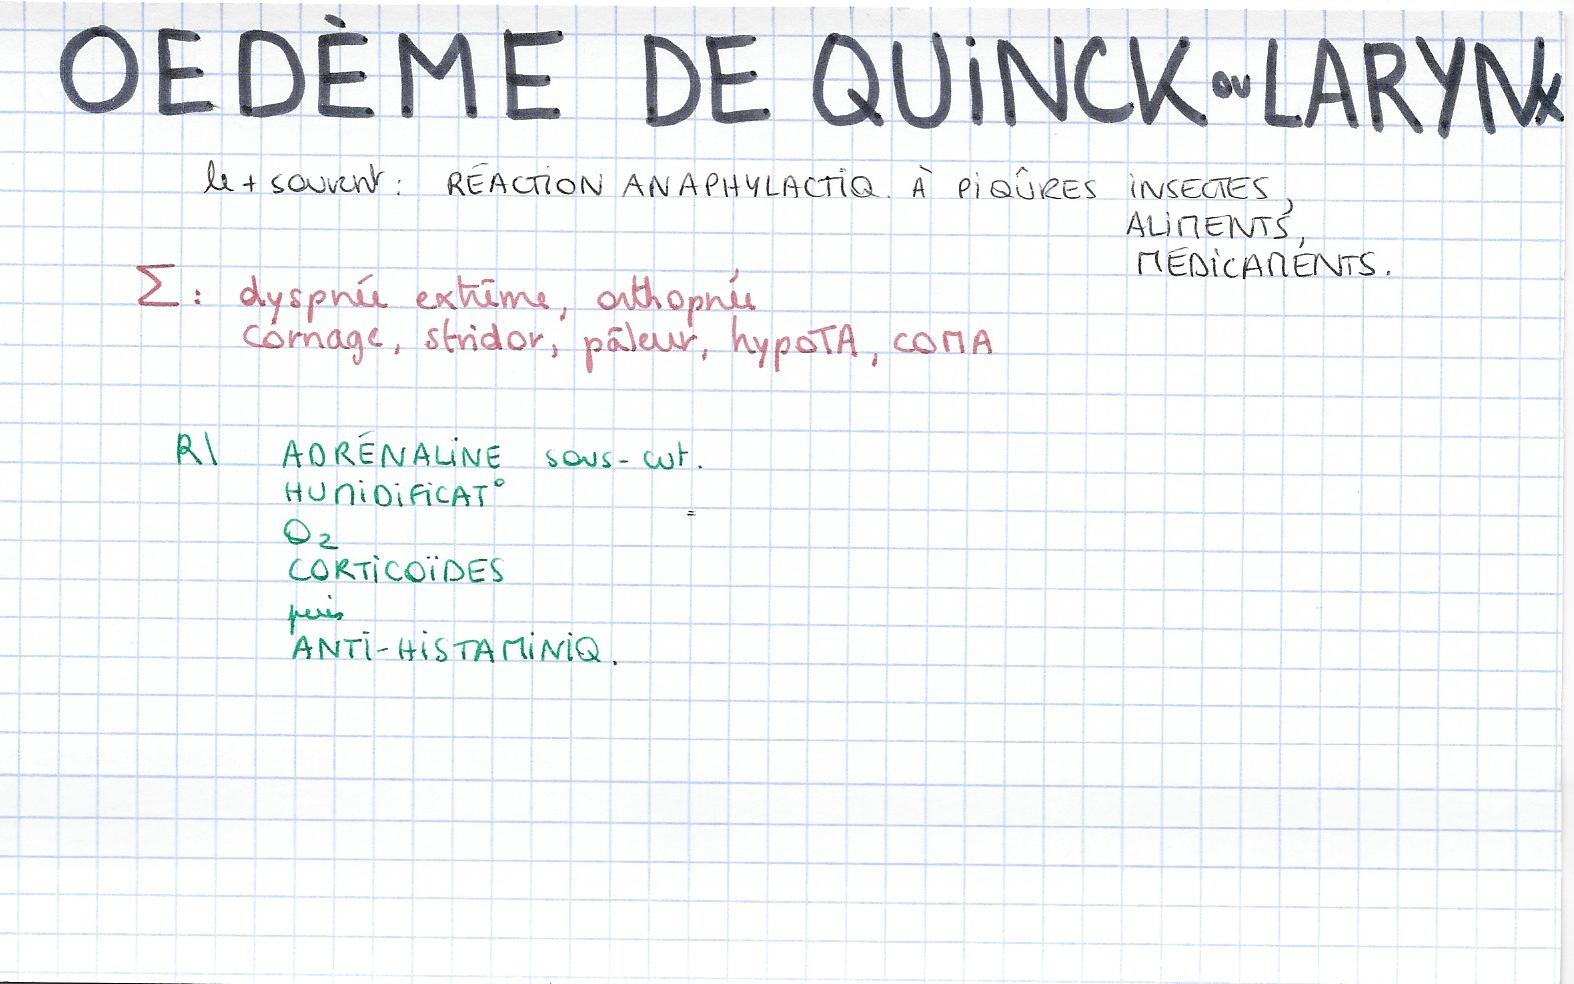 OEDÈME DE QUiNCK ou LARYNx
le + souvent : RÉACTION ANAPHYLACTiQ. À PiQÛRES iNSECTES,
ALiMENTS,
MÉDiCAMENTS.
Σ : dyspnée extrême, orthopnée
cornage, stridor, pâleur, hypoTA, COMA
R/ ADRÉNALiNE sous-cut.
HUMiDiFiCAT°
O2
CORTiCOÏDES
puis
ANTi-HiSTAMiNiQ.